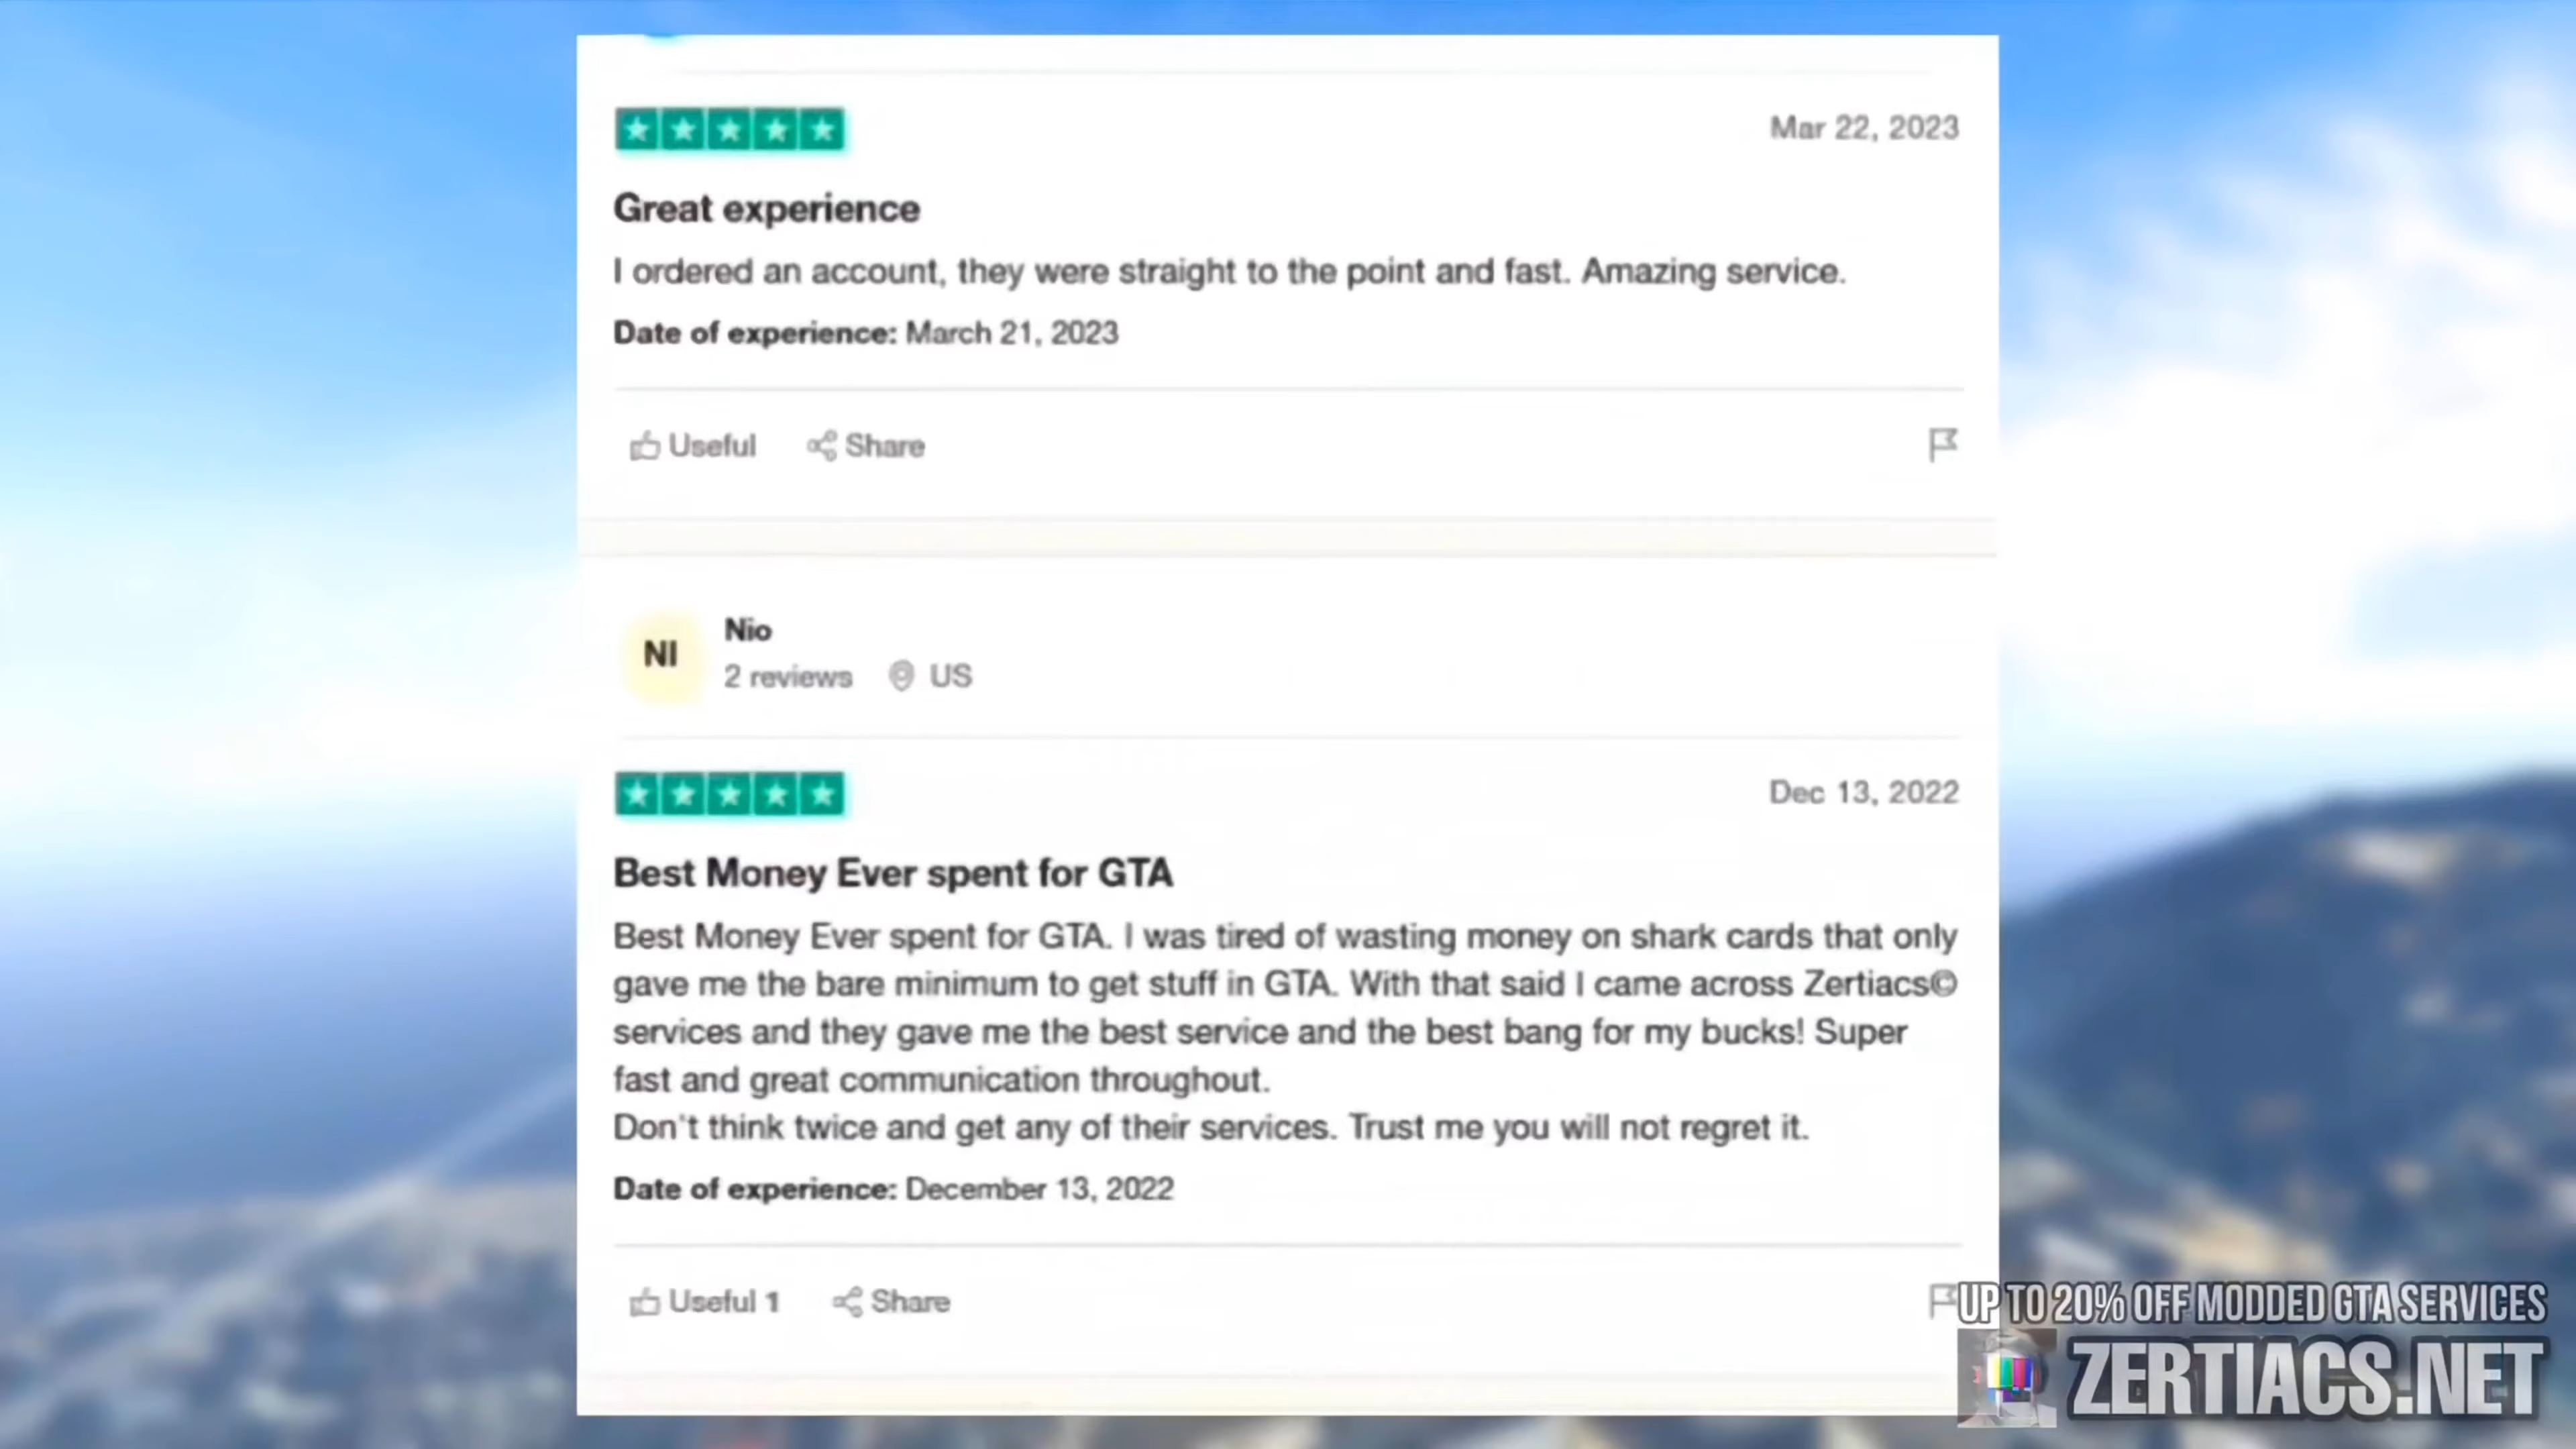 Mar 22, 2023
Great experience
I ordered an account, they were straight to the point and fast. Amazing service.
Date of experience: March 21, 2023
Useful Share
NI
Nio
2 reviews US
Dec 13, 2022
Best Money Ever spent for GTA
Best Money Ever spent for GTA. I was tired of wasting money on shark cards that only
gave me the bare minimum to get stuff in GTA. With that said I came across Zertiacs©
services and they gave me the best service and the best bang for my bucks! Super
fast and great communication throughout.
Don't think twice and get any of their services. Trust me you will not regret it.
Date of experience: December 13, 2022
Useful 1 Share
UP TO 20% OFF MODDED GTA SERVICES
ZERTIACS.NET